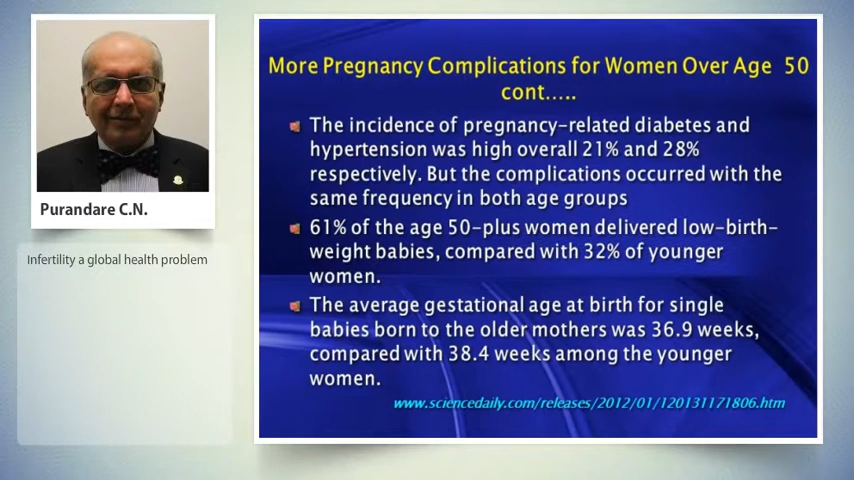 Purandare C.N.
Infertility a global health problem
More Pregnancy Complications for Women Over Age 50
cont.....
The incidence of pregnancy-related diabetes and
hypertension was high overall 21% and 28%
respectively. But the complications occurred with the
same frequency in both age groups
61% of the age 50-plus women delivered low-birth-
weight babies, compared with 32% of younger
women.
The average gestational age at birth for single
babies born to the older mothers was 36.9 weeks,
compared with 38.4 weeks among the younger
women.
www.sciencedaily.com/releases/2012/01/120131171806.htm